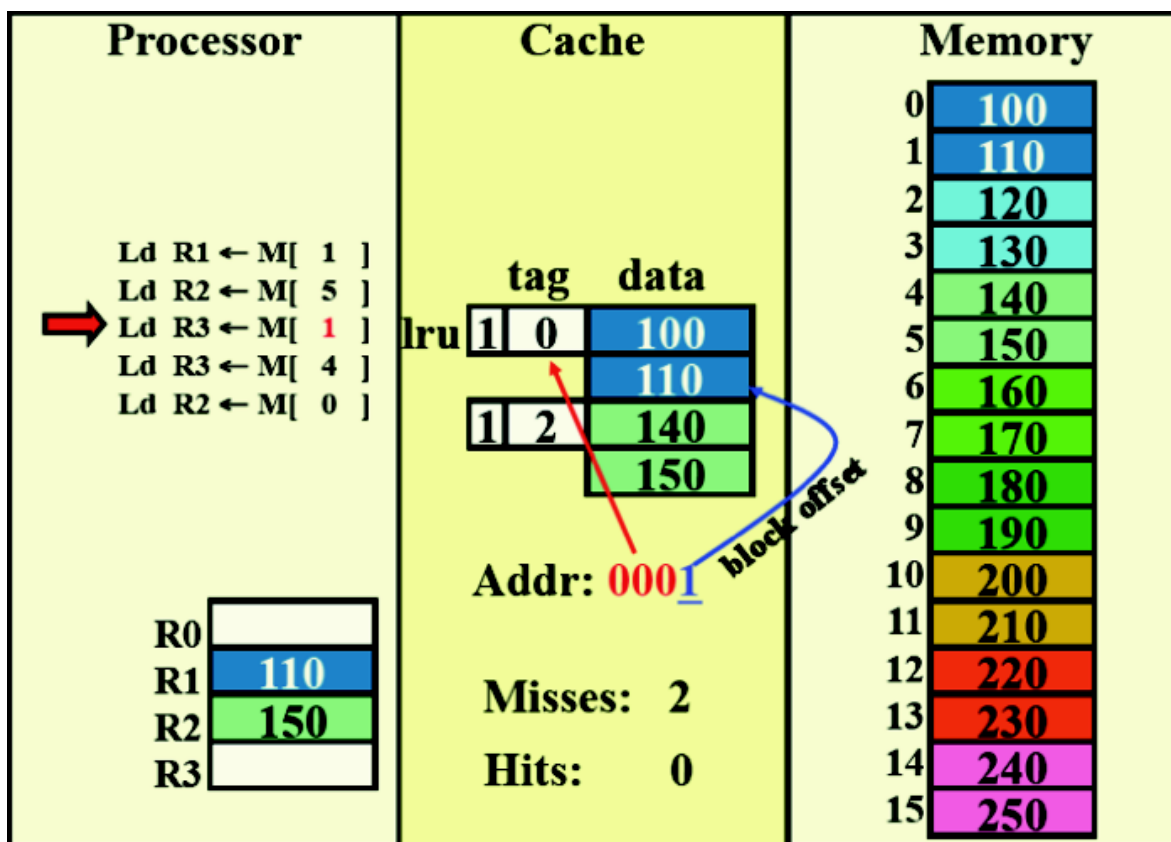 Processor
Ld R1 ← M[ 1 ]
Ld R2 ← M[ 5 ]
Ld R3 ← M[ 1 ]
Ld R3 ← M[ 4 ]
Ld R2 ← M[ 0 ]
R0
R1 110
R2 150
R3
Cache
tag data
lru 1 0 100
110
1 2 140
150
block offset
Addr: 0001
Misses: 2
Hits: 0
Memory
0 100
1 110
2 120
3 130
4 140
5 150
6 160
7 170
8 180
9 190
10 200
11 210
12 220
13 230
14 240
15 250